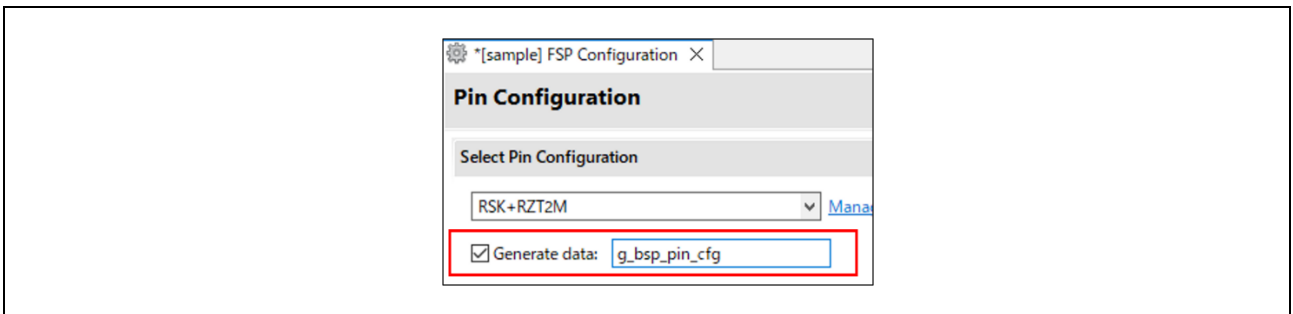 *[sample] FSP Configuration
Pin Configuration
Select Pin Configuration
RSK+RZT2M
Generate data: g_bsp_pin_cfg